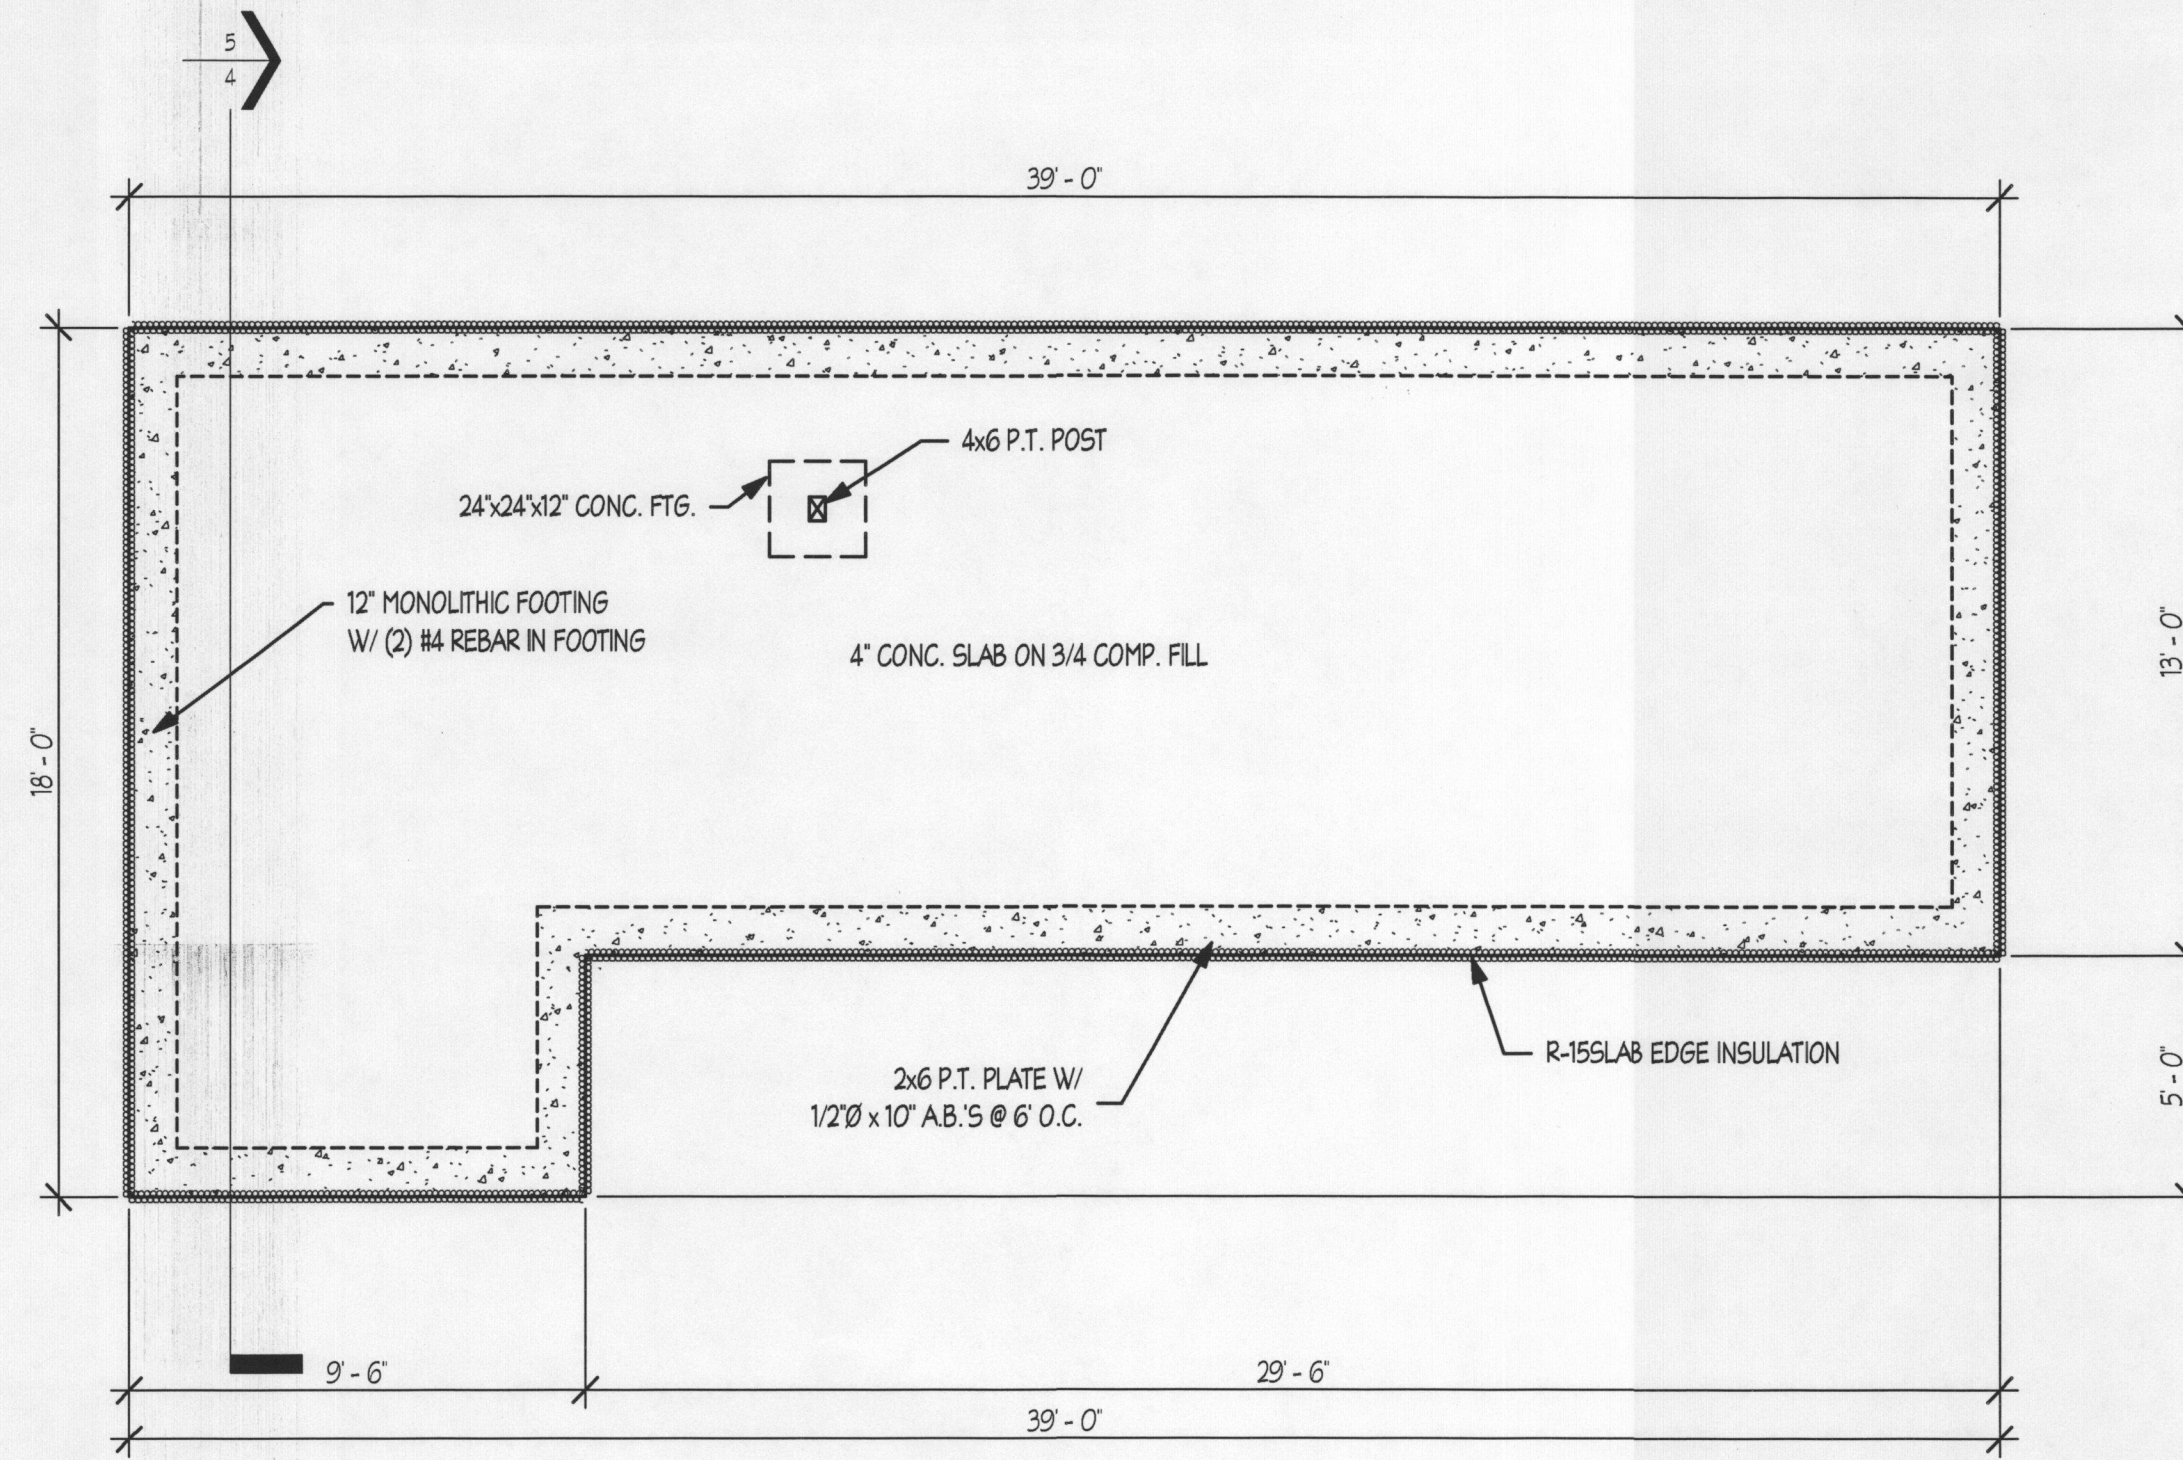 5
4
39' - 0"
4x6 P.T. POST
24"x24"x12" CONC. FTG.
12" MONOLITHIC FOOTING
W/ (2) #4 REBAR IN FOOTING
4" CONC. SLAB ON 3/4 COMP. FILL
13' - 0"
18' - 0"
R-15SLAB EDGE INSULATION
2x6 P.T. PLATE W/
1/2"Ø x 10" A.B.'S @ 6' O.C.
5' - 0"
9' - 6"
29' - 6"
39' - 0"